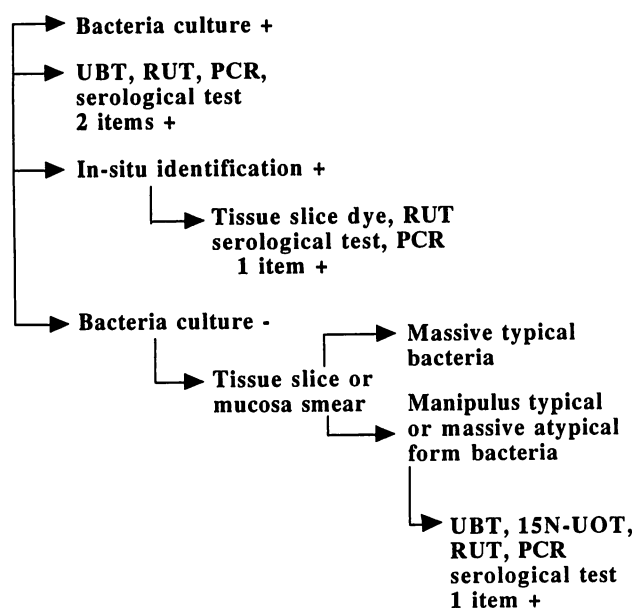 Bacteria culture +
UBT, RUT, PCR,
serological test
2 items +
In-situ identification +
Tissue slice dye, RUT
serological test, PCR
1 item +
Bacteria culture -
Tissue slice or
mucosa smear
Massive typical
bacteria
Manipulus typical
or massive atypical
form bacteria
UBT, 15N-UOT,
RUT, PCR
serological test
1 item +